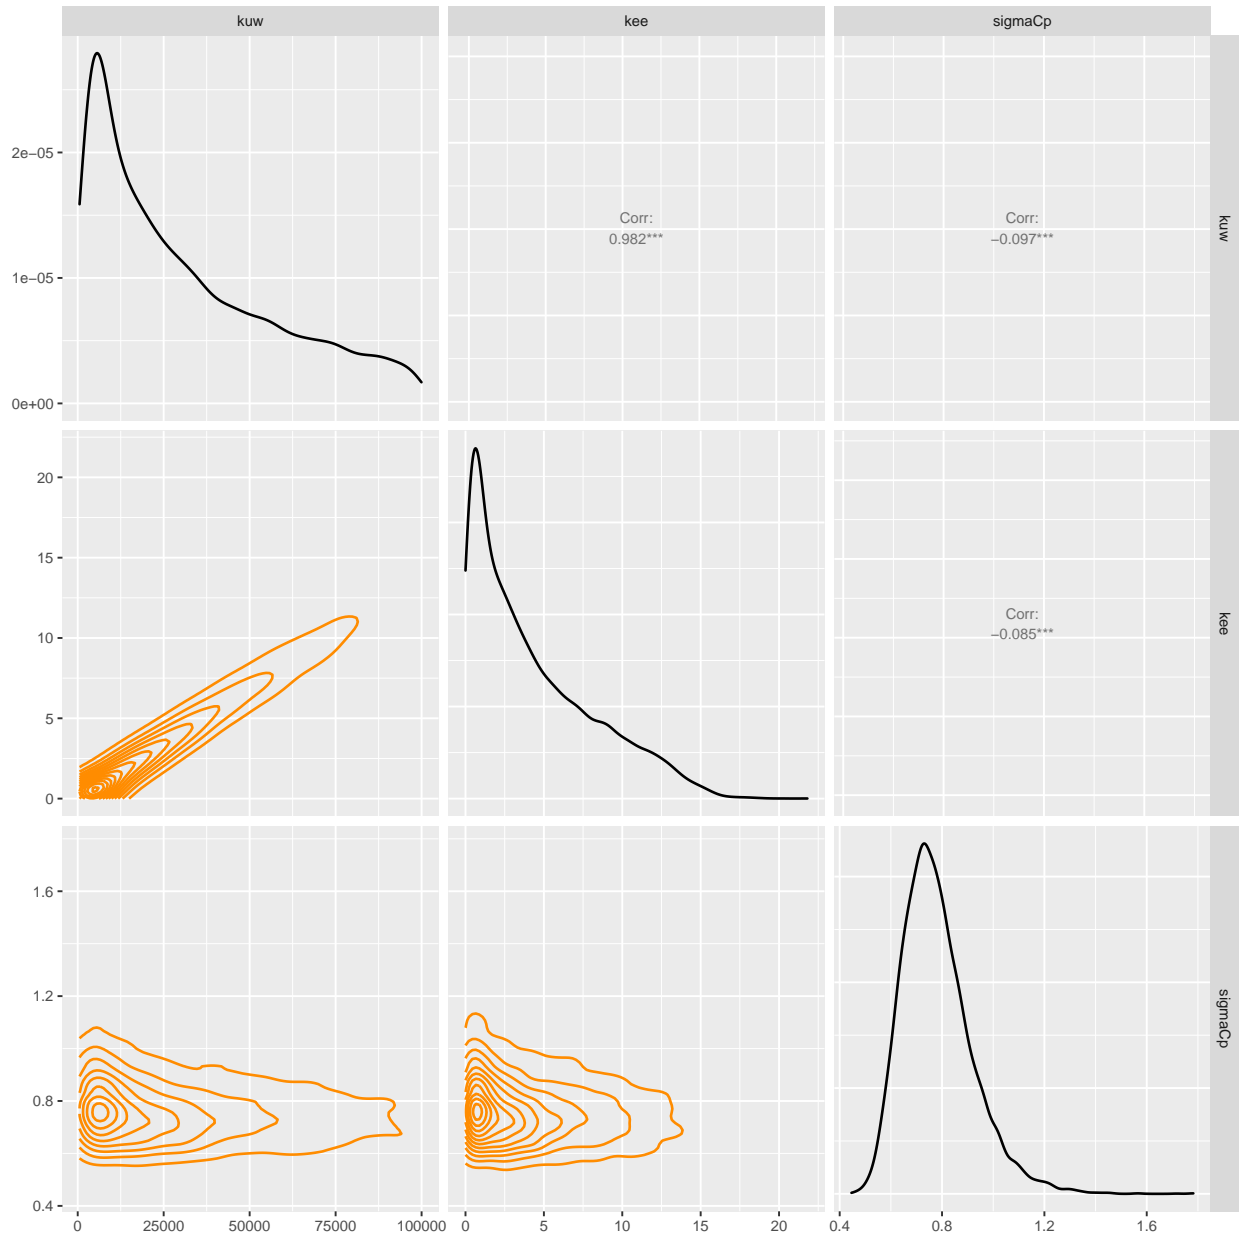 kuw kee sigmaCp
2e−05
1e−05
0e+00
Corr:
0.982***
Corr:
−0.097***
kuw
20
15
10
5
0
Corr:
−0.085***
kee
1.6
1.2
0.8
0.4
sigmaCp
0 25000 50000 75000 100000 0 5 10 15 20 0.4 0.8 1.2 1.6